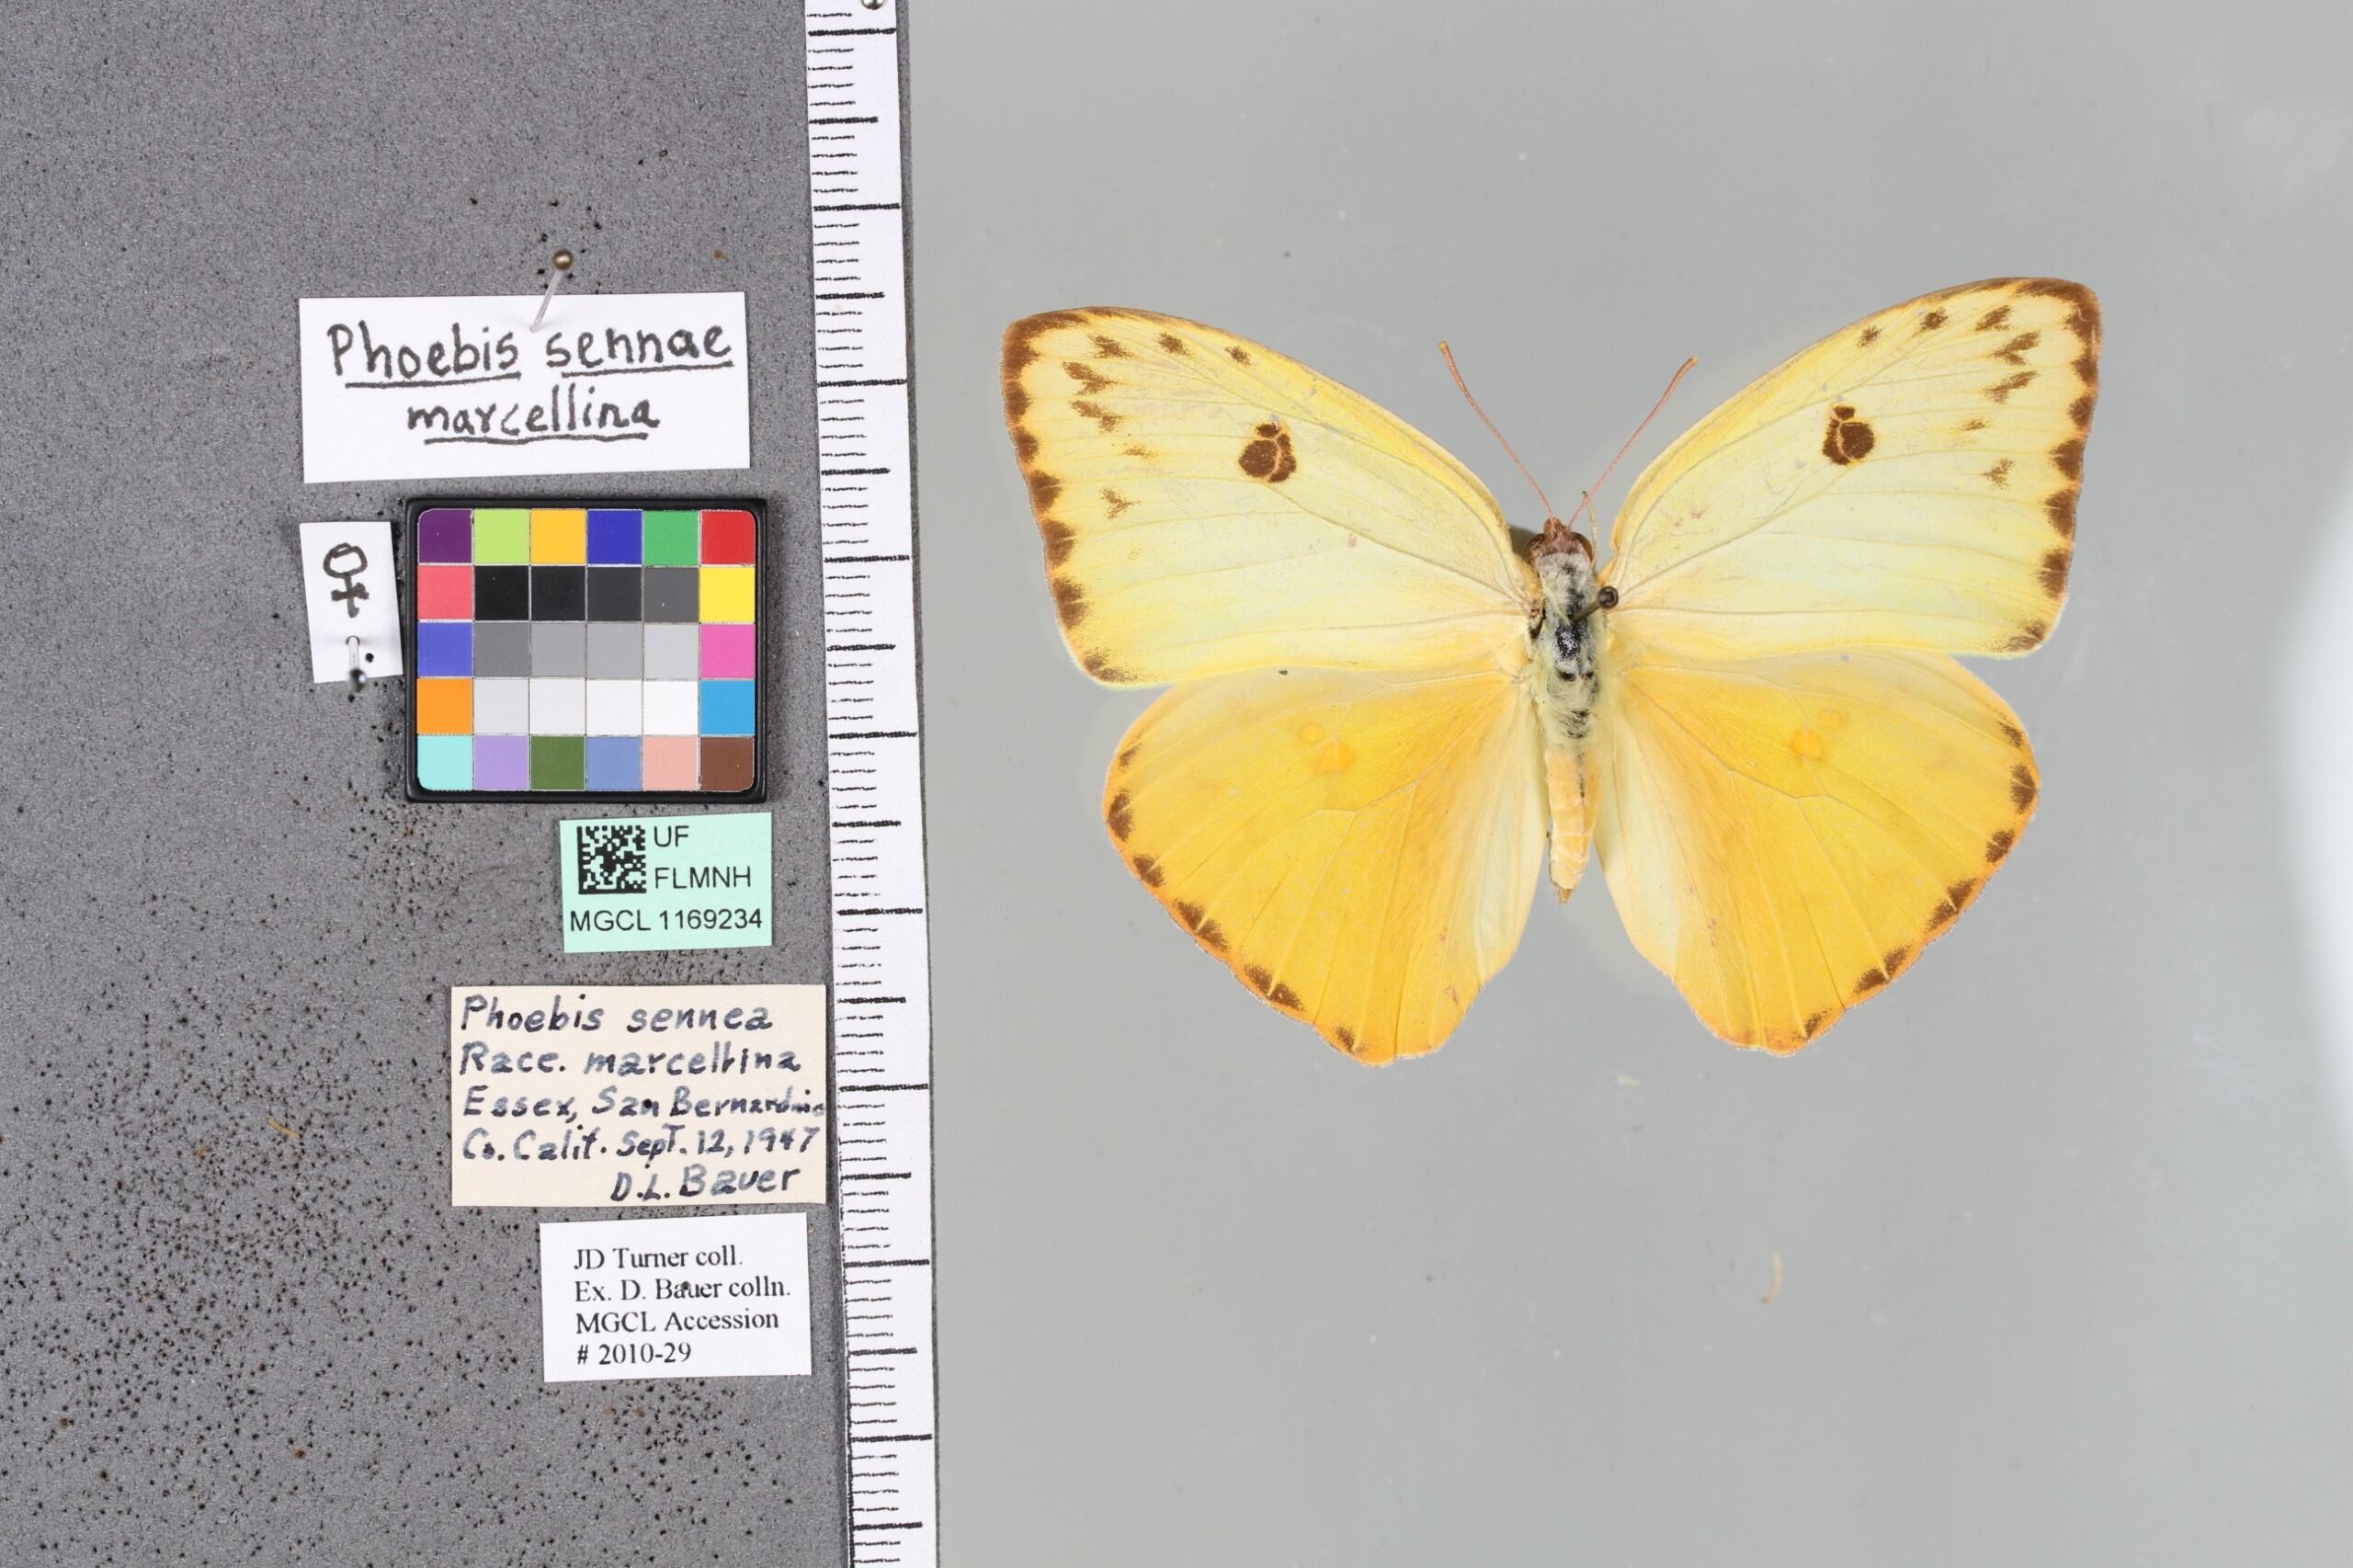 Phoebis sennae
marcellina
♀
UF
FLMNH
MGCL 1169234
Phoebis sennea
Race. marcellina
Essex, San Bernardino
Co. Calif. Sept. 12, 1947
D.L. Bauer
JD Turner coll.
Ex. D. Bauer colln.
MGCL Accession
# 2010-29